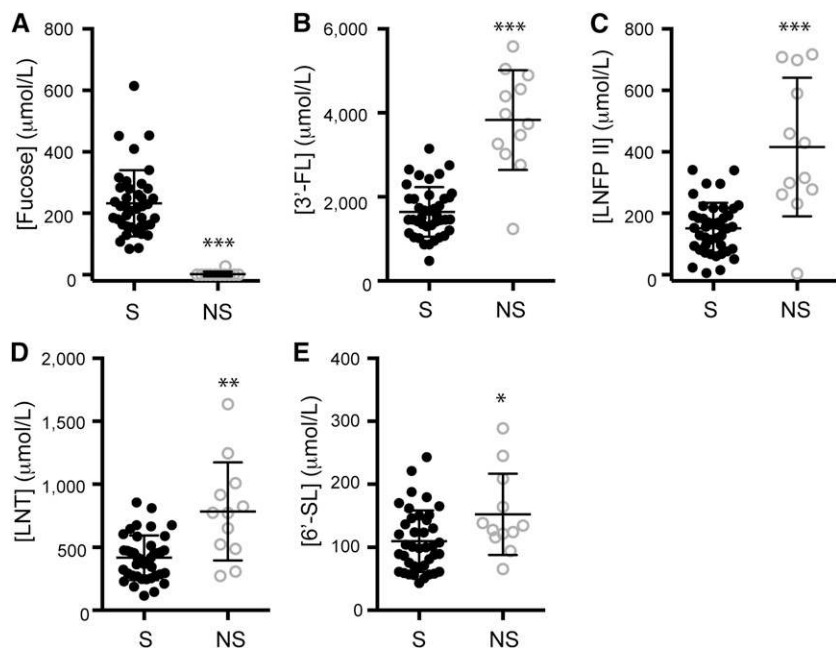 A
[Fucose] (μmol/L)
800
600
400
200
0
***
S NS
B
[3'-FL] (μmol/L)
6,000
4,000
2,000
0
***
S NS
C
[LNFP II] (μmol/L)
800
600
400
200
0
***
S NS
D
[LNT] (μmol/L)
2,000
1,500
1,000
500
0
**
S NS
E
[6'-SL] (μmol/L)
400
300
200
100
0
*
S NS